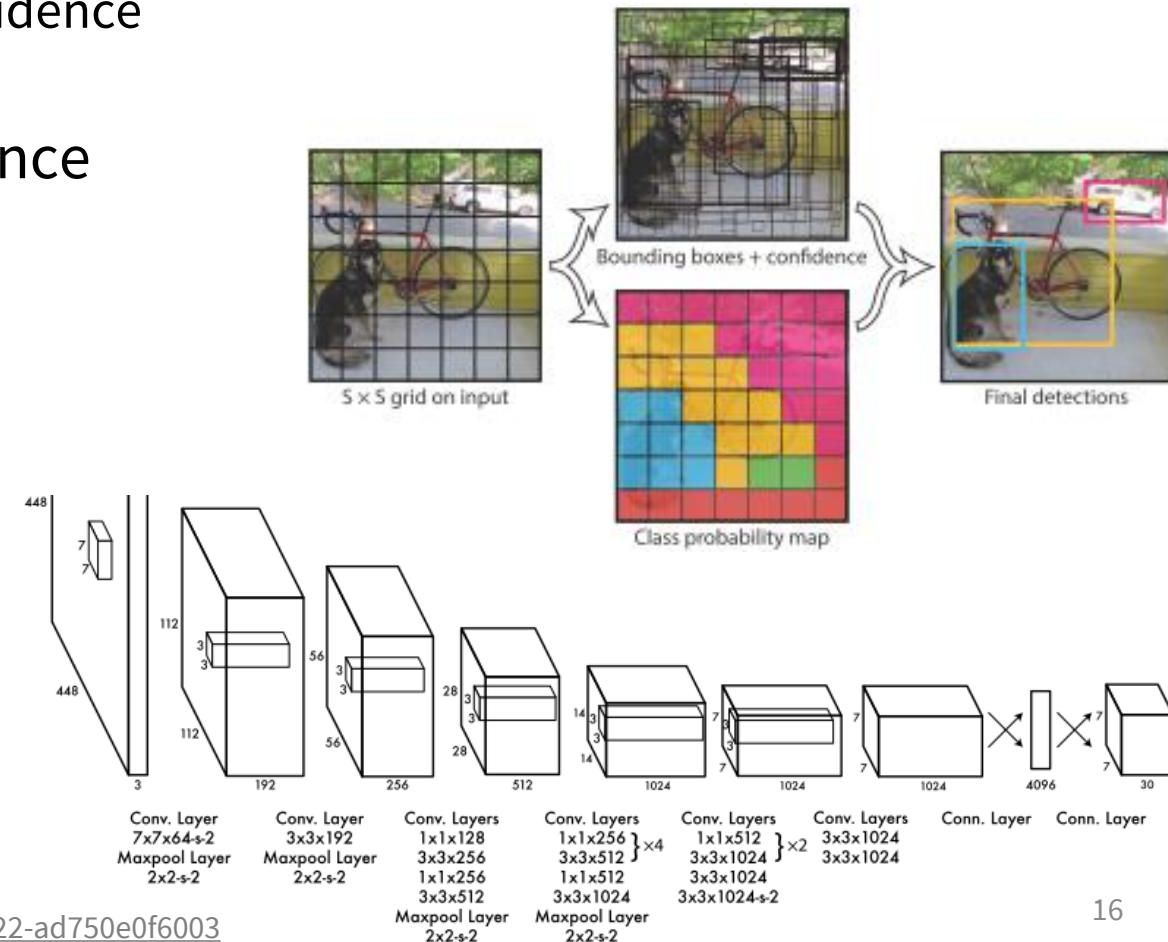 idence
nce
S × S grid on input
Bounding boxes + confidence
Class probability map
Final detections
448
7
7
448
3
112
3
3
112
192
56
3
3
56
256
28
3
3
28
512
14
3
3
14
1024
7
3
3
7
1024
7
7
1024
4096
7
7
30
Conv. Layer
7x7x64-s-2
Maxpool Layer
2x2-s-2
Conv. Layer
3x3x192
Maxpool Layer
2x2-s-2
Conv. Layers
1x1x128
3x3x256
1x1x256
3x3x512
Maxpool Layer
2x2-s-2
Conv. Layers
1x1x256
3x3x512 }×4
1x1x512
3x3x1024
Maxpool Layer
2x2-s-2
Conv. Layers
1x1x512
3x3x1024 }×2
3x3x1024
3x3x1024-s-2
Conv. Layers
3x3x1024
3x3x1024
Conn. Layer
Conn. Layer
22-ad750e0f6003
16